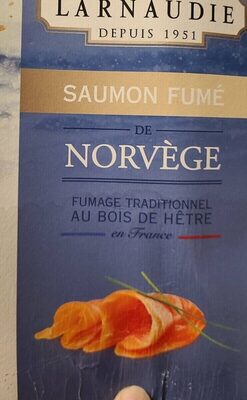 LARNAUDIE
DEPUIS 1951
SAUMON FUMÉ
DE
NORVÈGE
FUMAGE TRADITIONNEL
AU BOIS DE HÊTRE
en France